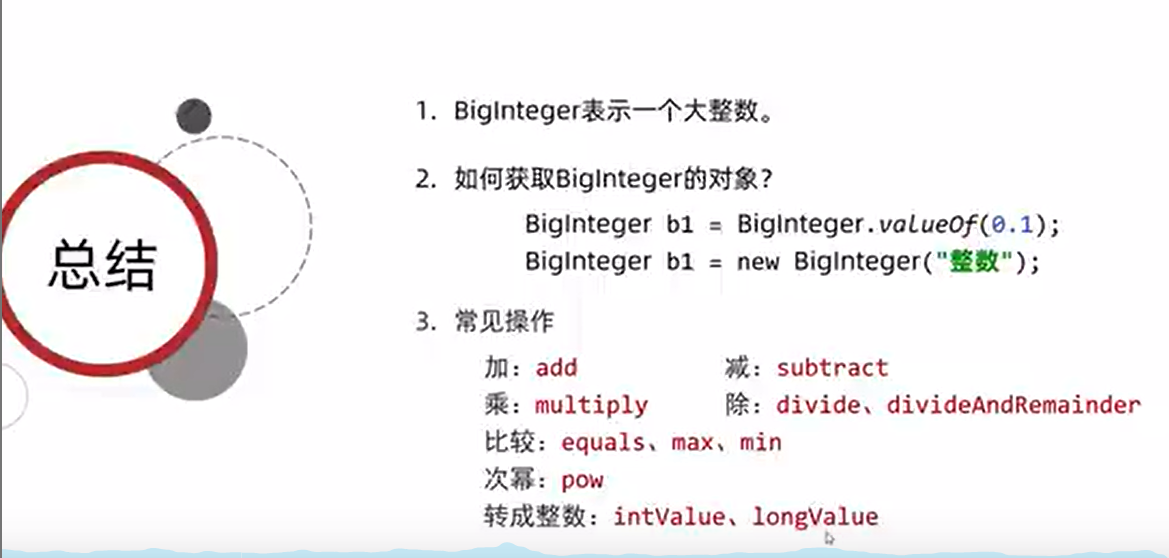 总结
1. BigInteger表示一个大整数。
2. 如何获取BigInteger的对象？
BigInteger b1 = BigInteger.valueOf(0.1);
BigInteger b1 = new BigInteger("整数");
3. 常见操作
加：add 减：subtract
乘：multiply 除：divide、divideAndRemainder
比较：equals、max、min
次幂：pow
转成整数：intValue、longValue